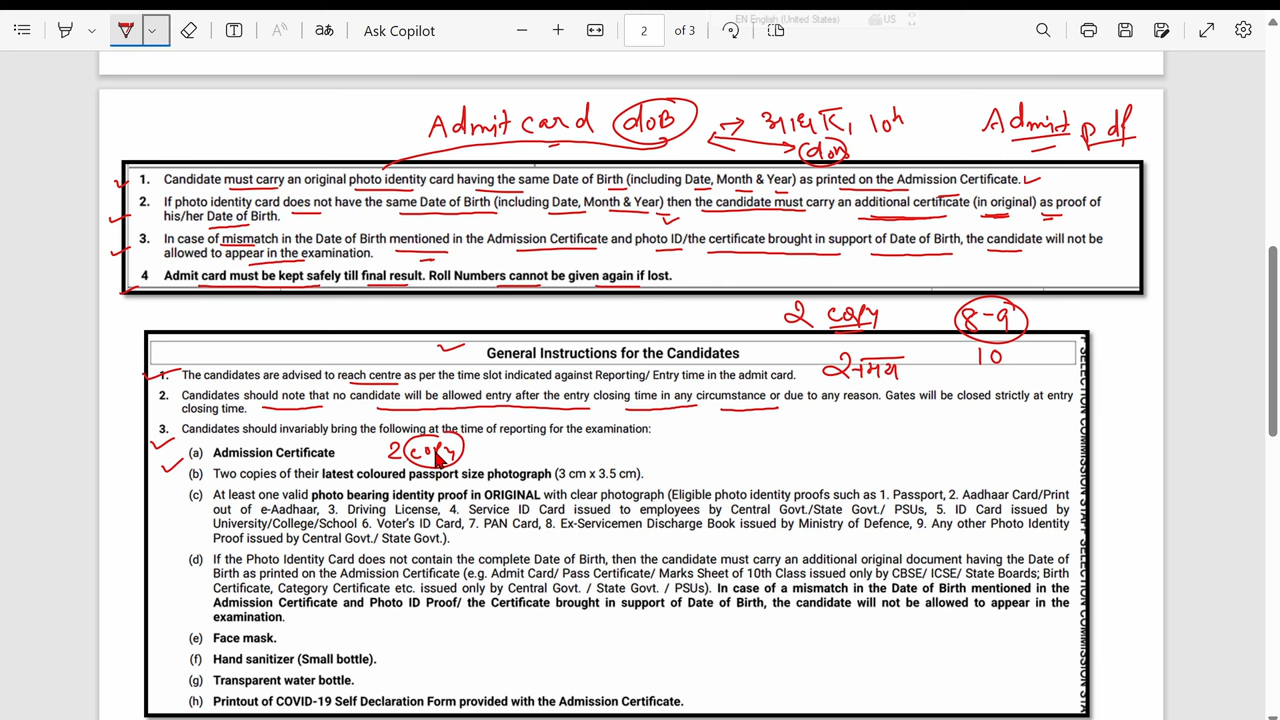 EN English (United States) US
Ask Copilot 2 of 3
Admit card dOB आधार, 10th Admit pdf
1. Candidate must carry an original photo identity card having the same Date of Birth (including Date, Month & Year) as printed on the Admission Certificate.
2. If photo identity card does not have the same Date of Birth (including Date, Month & Year) then the candidate must carry an additional certificate (in original) as proof of
his/her Date of Birth.
3. In case of mismatch in the Date of Birth mentioned in the Admission Certificate and photo ID/the certificate brought in support of Date of Birth, the candidate will not be
allowed to appear in the examination.
4 Admit card must be kept safely till final result. Roll Numbers cannot be given again if lost.
2 copy 8-9
General Instructions for the Candidates
10
1. The candidates are advised to reach centre as per the time slot indicated against Reporting/ Entry time in the admit card.
2. Candidates should note that no candidate will be allowed entry after the entry closing time in any circumstance or due to any reason. Gates will be closed strictly at entry
closing time.
3. Candidates should invariably bring the following at the time of reporting for the examination:
(a) Admission Certificate 2 copy
(b) Two copies of their latest coloured passport size photograph (3 cm x 3.5 cm).
(c) At least one valid photo bearing identity proof in ORIGINAL with clear photograph (Eligible photo identity proofs such as 1. Passport, 2. Aadhaar Card/Print
out of e-Aadhaar, 3. Driving License, 4. Service ID Card issued to employees by Central Govt./State Govt./ PSUs, 5. ID Card issued by
University/College/School 6. Voter's ID Card, 7. PAN Card, 8. Ex-Servicemen Discharge Book issued by Ministry of Defence, 9. Any other Photo Identity
Proof issued by Central Govt./ State Govt.).
(d) If the Photo Identity Card does not contain the complete Date of Birth, then the candidate must carry an additional original document having the Date of
Birth as printed on the Admission Certificate (e.g. Admit Card/ Pass Certificate/ Marks Sheet of 10th Class issued only by CBSE/ ICSE/ State Boards; Birth
Certificate, Category Certificate etc. issued only by Central Govt. / State Govt. / PSUs). In case of a mismatch in the Date of Birth mentioned in the
Admission Certificate and Photo ID Proof/ the Certificate brought in support of Date of Birth, the candidate will not be allowed to appear in the
examination.
(e) Face mask.
(f) Hand sanitizer (Small bottle).
(g) Transparent water bottle.
(h) Printout of COVID-19 Self Declaration Form provided with the Admission Certificate.